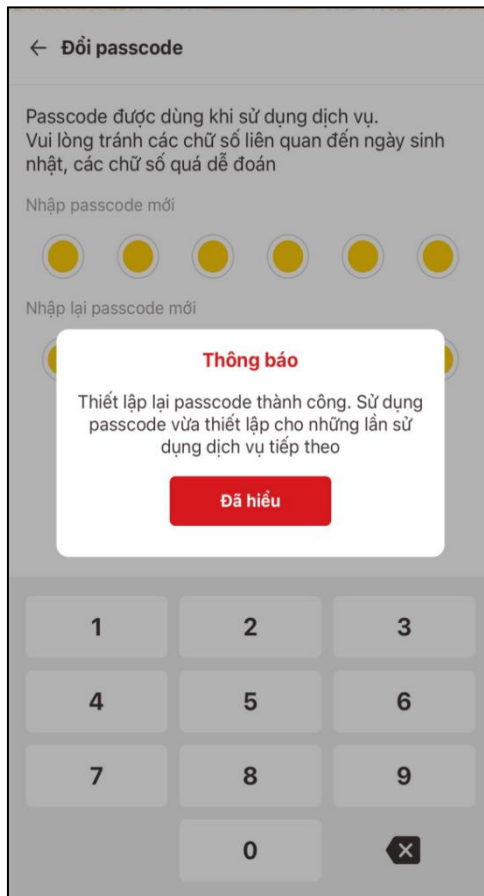 ← Đổi passcode
Passcode được dùng khi sử dụng dịch vụ.
Vui lòng tránh các chữ số liên quan đến ngày sinh
nhật, các chữ số quá dễ đoán
Nhập passcode mới
Nhập lại passcode mới
Thông báo
Thiết lập lại passcode thành công. Sử dụng
passcode vừa thiết lập cho những lần sử
dụng dịch vụ tiếp theo
Đã hiểu
1 2 3
4 5 6
7 8 9
0